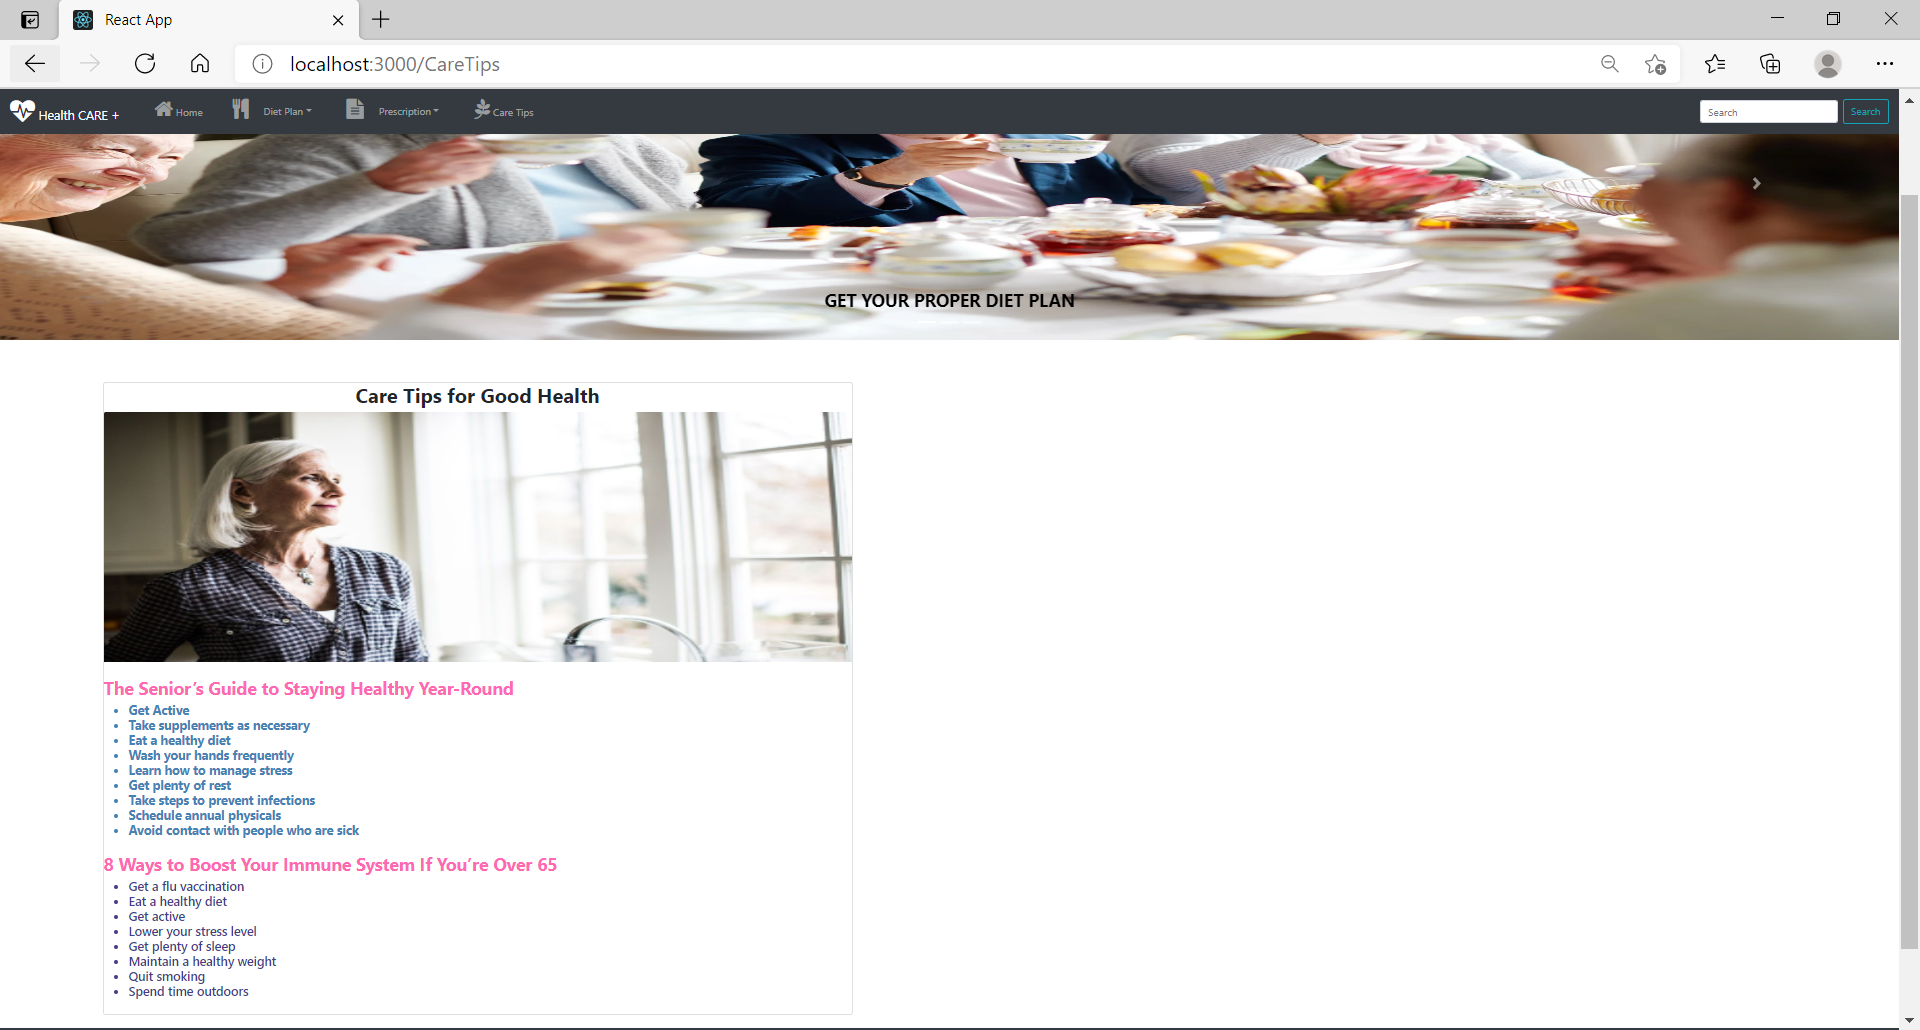 React App
localhost:3000/CareTips
Health CARE +
Home
Diet Plan
Prescription
Care Tips
Search
Search
GET YOUR PROPER DIET PLAN
Care Tips for Good Health
The Senior’s Guide to Staying Healthy Year-Round
Get Active
Take supplements as necessary
Eat a healthy diet
Wash your hands frequently
Learn how to manage stress
Get plenty of rest
Take steps to prevent infections
Schedule annual physicals
Avoid contact with people who are sick
8 Ways to Boost Your Immune System If You’re Over 65
Get a flu vaccination
Eat a healthy diet
Get active
Lower your stress level
Get plenty of sleep
Maintain a healthy weight
Quit smoking
Spend time outdoors